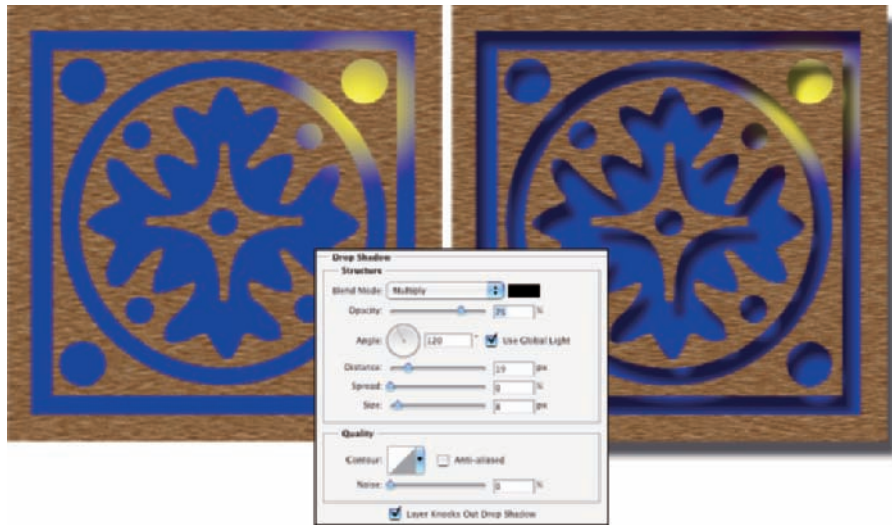 Drop Shadow
Structure
Blend Mode: Multiply
Opacity: 75 %
Angle: 120 ° Use Global Light
Distance: 19 px
Spread: 0 %
Size: 8 px
Quality
Contour: Anti-aliased
Noise: 0 %
Layer Knocks Out Drop Shadow